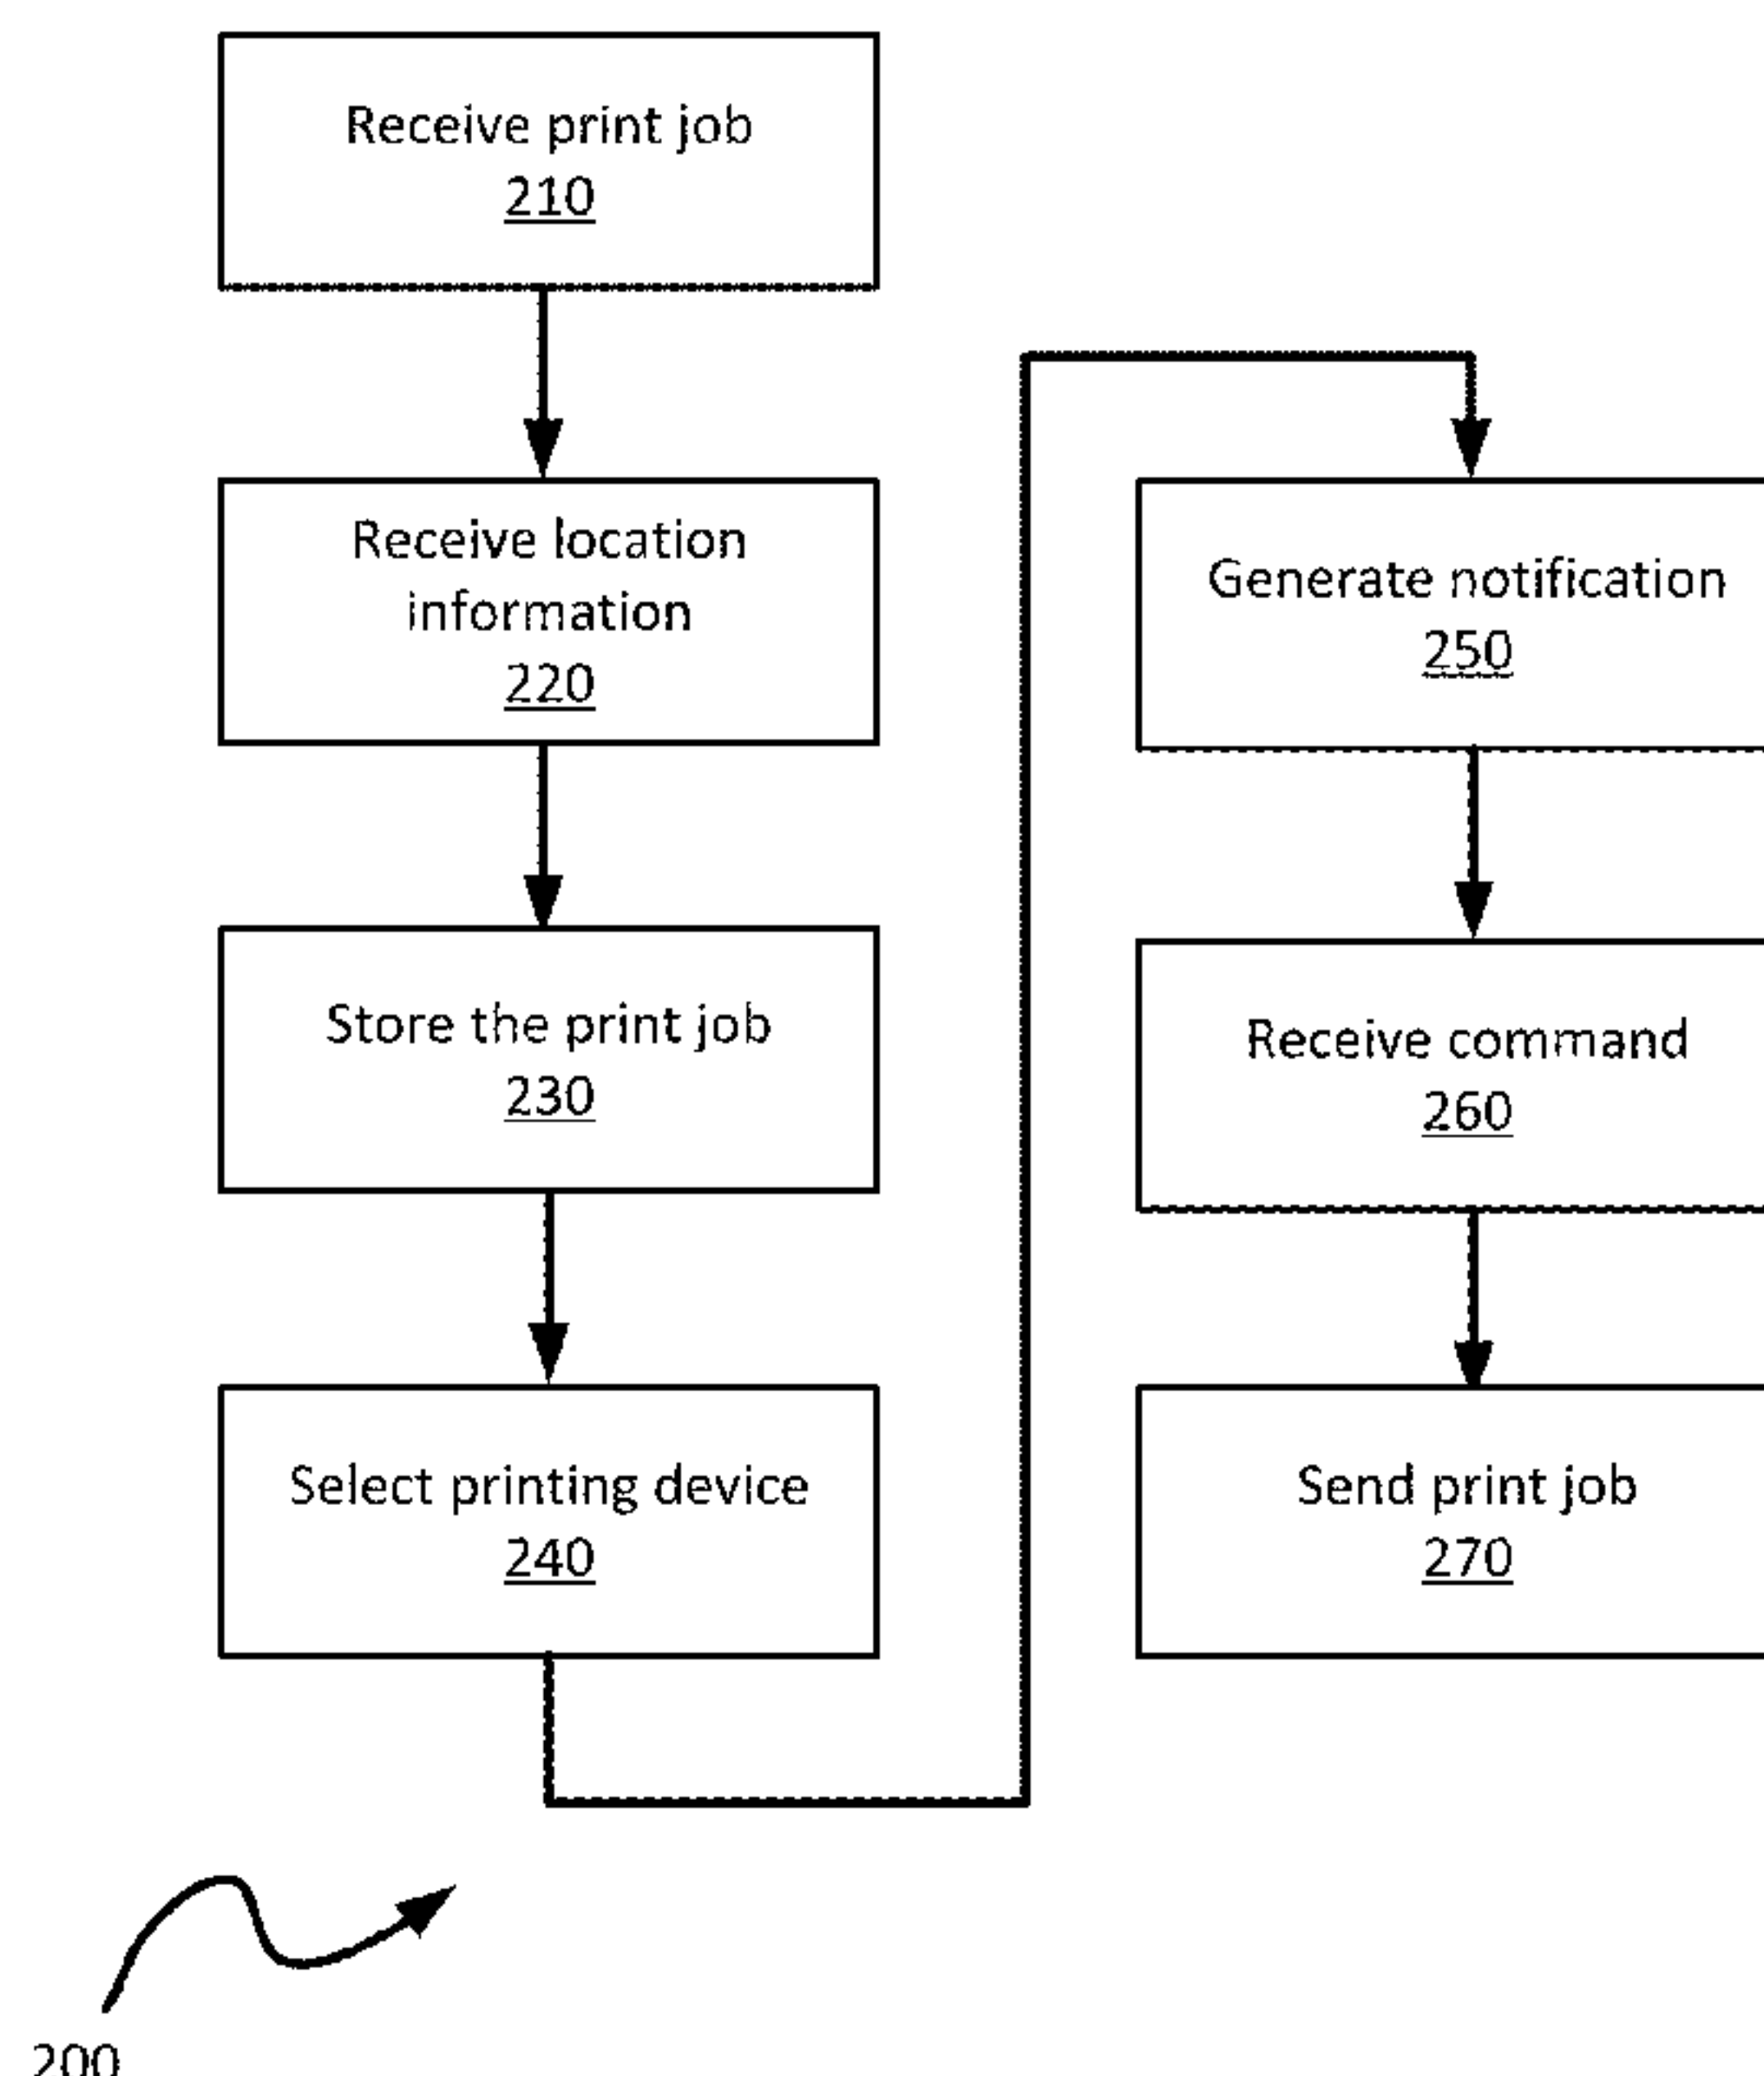 Receive print job
210
Receive location
information
220
Store the print job
230
Select printing device
240
Generate notification
250
Receive command
260
Send print job
270
200